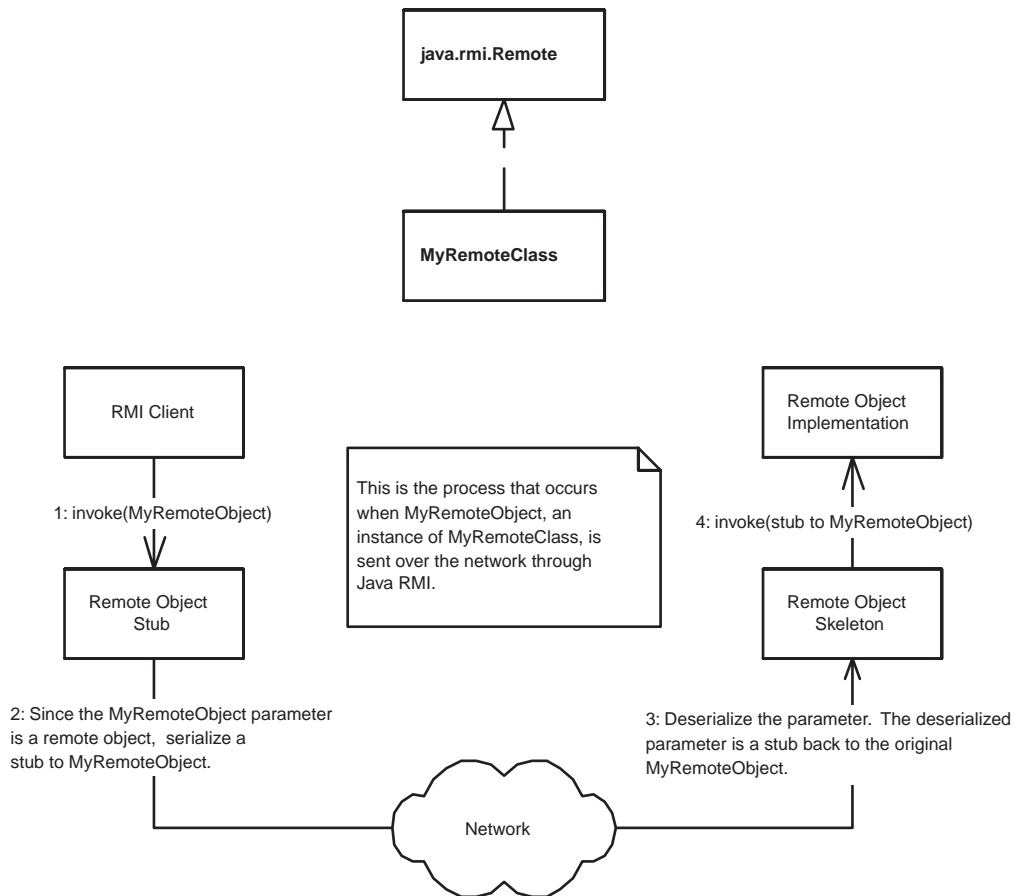 java.rmi.Remote
MyRemoteClass
RMI Client
Remote Object
Implementation
This is the process that occurs
when MyRemoteObject, an
instance of MyRemoteClass, is
sent over the network through
Java RMI.
1: invoke(MyRemoteObject)
4: invoke(stub to MyRemoteObject)
Remote Object
Stub
Remote Object
Skeleton
2: Since the MyRemoteObject parameter
is a remote object, serialize a
stub to MyRemoteObject.
3: Deserialize the parameter. The deserialized
parameter is a stub back to the original
MyRemoteObject.
Network